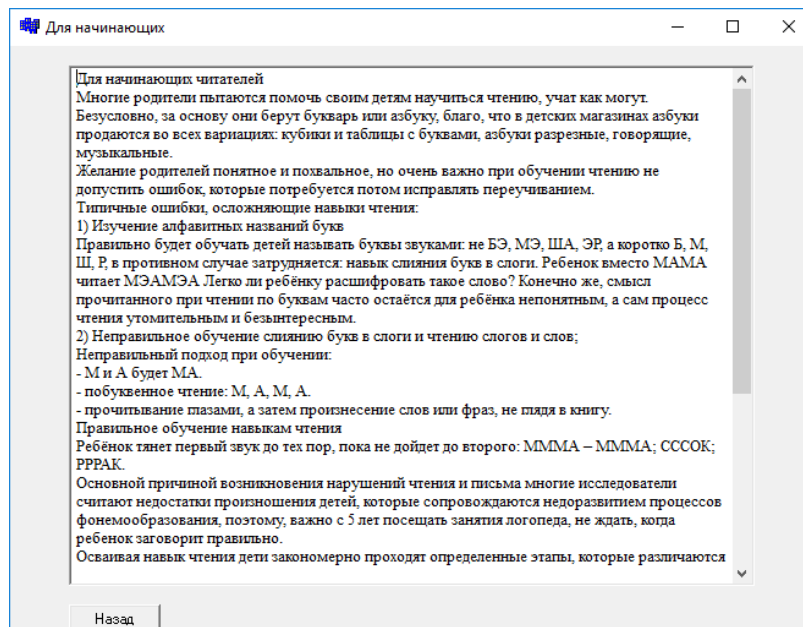 Для начинающих
Для начинающих читателей
Многие родители пытаются помочь своим детям научиться чтению, учат как могут.
Безусловно, за основу они берут букварь или азбуку, благо, что в детских магазинах азбуки
продаются во всех вариациях: кубики и таблицы с буквами, азбуки разрезные, говорящие,
музыкальные.
Желание родителей понятное и похвальное, но очень важно при обучении чтению не
допустить ошибок, которые потребуется потом исправлять переучиванием.
Типичные ошибки, осложняющие навыки чтения:
1) Изучение алфавитных названий букв
Правильно будет обучать детей называть буквы звуками: не БЭ, МЭ, ША, ЭР, а коротко Б, М,
Ш, Р, в противном случае затрудняется: навык слияния букв в слоги. Ребенок вместо МАМА
читает МЭАМЭА Легко ли ребёнку расшифровать такое слово? Конечно же, смысл
прочитанного при чтении по буквам часто остаётся для ребёнка непонятным, а сам процесс
чтения утомительным и безынтересным.
2) Неправильное обучение слиянию букв в слоги и чтению слогов и слов;
Неправильный подход при обучении:
- М и А будет МА.
- побуквенное чтение: М, А, М, А.
- прочитывание глазами, а затем произнесение слов или фраз, не глядя в книгу.
Правильное обучение навыкам чтения
Ребёнок тянет первый звук до тех пор, пока не дойдет до второго: МММА – МММА; СССОК;
РРРАК.
Основной причиной возникновения нарушений чтения и письма многие исследователи
считают недостатки произношения детей, которые сопровождаются недоразвитием процессов
фонемообразования, поэтому, важно с 5 лет посещать занятия логопеда, не ждать, когда
ребенок заговорит правильно.
Осваивая навык чтения дети закономерно проходят определенные этапы, которые различаются
Назад